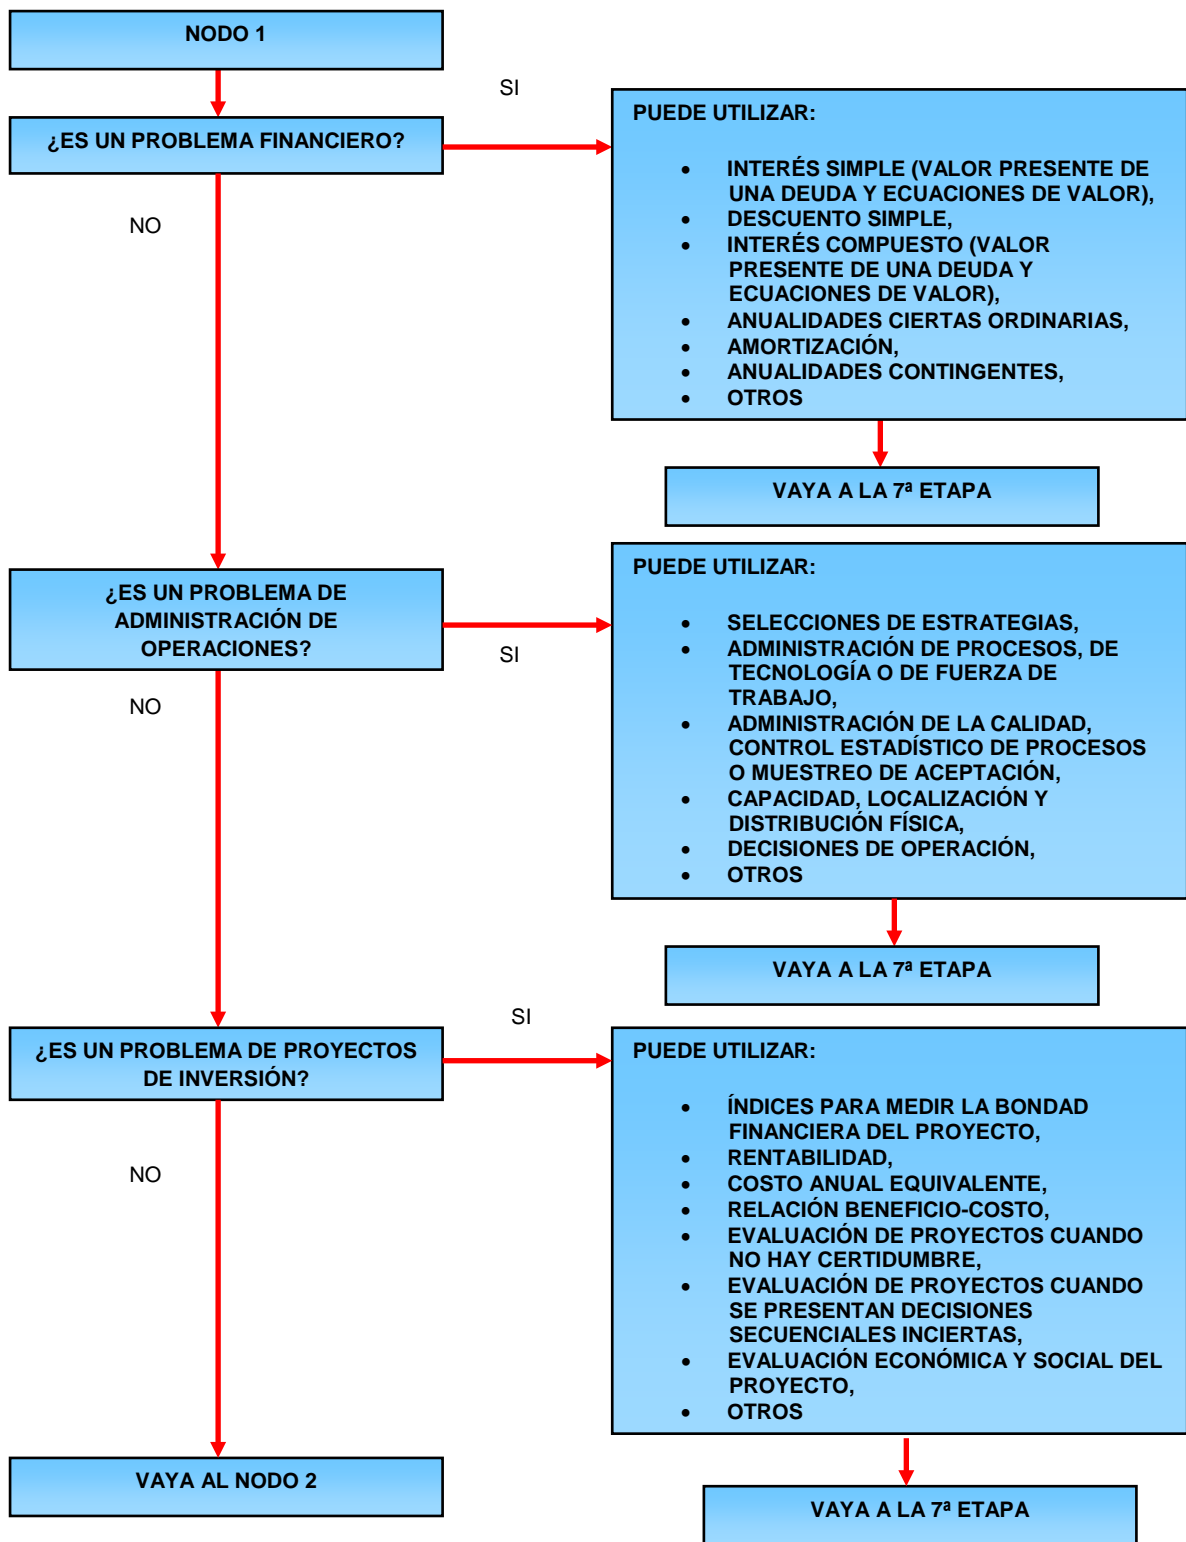 NODO 1
SI
¿ES UN PROBLEMA FINANCIERO?
PUEDE UTILIZAR:
• INTERÉS SIMPLE (VALOR PRESENTE DE
UNA DEUDA Y ECUACIONES DE VALOR),
• DESCUENTO SIMPLE,
• INTERÉS COMPUESTO (VALOR
PRESENTE DE UNA DEUDA Y
ECUACIONES DE VALOR),
• ANUALIDADES CIERTAS ORDINARIAS,
• AMORTIZACIÓN,
• ANUALIDADES CONTINGENTES,
• OTROS
NO
VAYA A LA 7ª ETAPA
¿ES UN PROBLEMA DE
ADMINISTRACIÓN DE
OPERACIONES?
SI
PUEDE UTILIZAR:
• SELECCIONES DE ESTRATEGIAS,
• ADMINISTRACIÓN DE PROCESOS, DE
TECNOLOGÍA O DE FUERZA DE
TRABAJO,
• ADMINISTRACIÓN DE LA CALIDAD,
CONTROL ESTADÍSTICO DE PROCESOS
O MUESTREO DE ACEPTACIÓN,
• CAPACIDAD, LOCALIZACIÓN Y
DISTRIBUCIÓN FÍSICA,
• DECISIONES DE OPERACIÓN,
• OTROS
NO
VAYA A LA 7ª ETAPA
SI
¿ES UN PROBLEMA DE PROYECTOS
DE INVERSIÓN?
PUEDE UTILIZAR:
• ÍNDICES PARA MEDIR LA BONDAD
FINANCIERA DEL PROYECTO,
• RENTABILIDAD,
• COSTO ANUAL EQUIVALENTE,
• RELACIÓN BENEFICIO-COSTO,
• EVALUACIÓN DE PROYECTOS CUANDO
NO HAY CERTIDUMBRE,
• EVALUACIÓN DE PROYECTOS CUANDO
SE PRESENTAN DECISIONES
SECUENCIALES INCIERTAS,
• EVALUACIÓN ECONÓMICA Y SOCIAL DEL
PROYECTO,
• OTROS
NO
VAYA AL NODO 2
VAYA A LA 7ª ETAPA